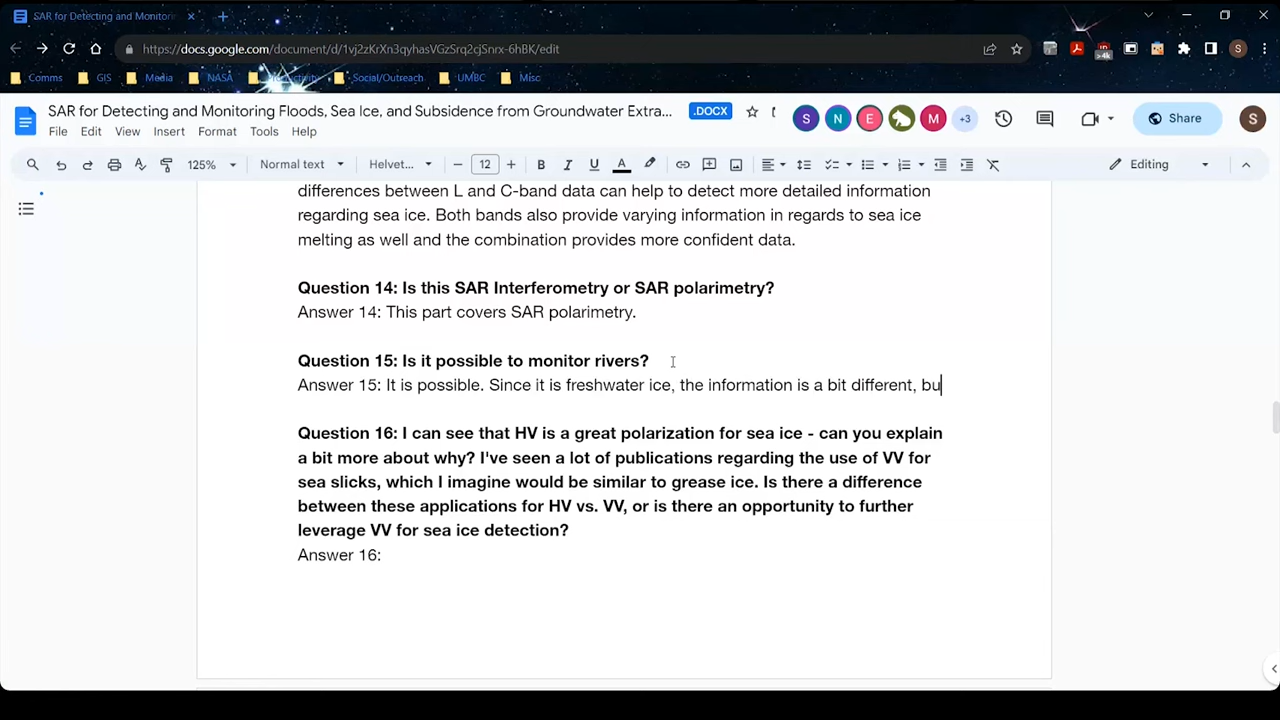 SAR for Detecting and Monitorin
https://docs.google.com/document/d/1vj2zKrXn3qyhasVGzSrq2cjSnrx-6hBK/edit
S
Comms GIS Media NASA Productivity Social/Outreach UMBC Misc
SAR for Detecting and Monitoring Floods, Sea Ice, and Subsidence from Groundwater Extra... .DOCX
S N E M +3 Share S
File Edit View Insert Format Tools Help
125% Normal text Helvet... 12 B I U A Editing
differences between L and C-band data can help to detect more detailed information
regarding sea ice. Both bands also provide varying information in regards to sea ice
melting as well and the combination provides more confident data.
Question 14: Is this SAR Interferometry or SAR polarimetry?
Answer 14: This part covers SAR polarimetry.
Question 15: Is it possible to monitor rivers?
Answer 15: It is possible. Since it is freshwater ice, the information is a bit different, bu
Question 16: I can see that HV is a great polarization for sea ice - can you explain
a bit more about why? I've seen a lot of publications regarding the use of VV for
sea slicks, which I imagine would be similar to grease ice. Is there a difference
between these applications for HV vs. VV, or is there an opportunity to further
leverage VV for sea ice detection?
Answer 16: